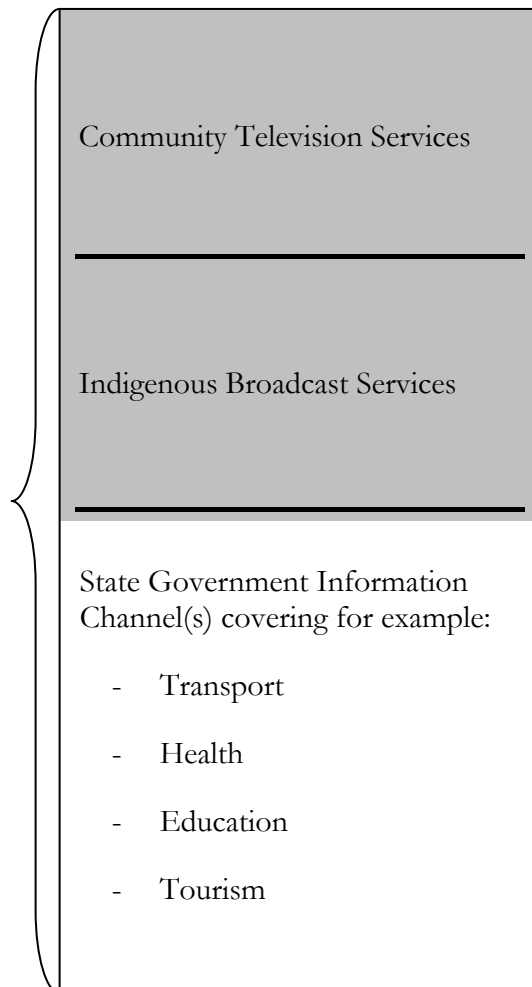 Community Television Services
Indigenous Broadcast Services
State Government Information
Channel(s) covering for example:
- Transport
- Health
- Education
- Tourism